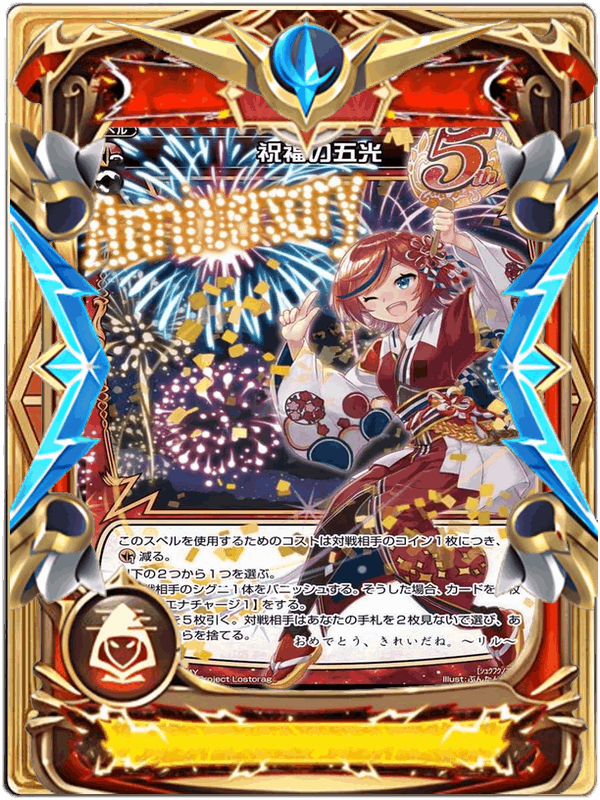 祝福の五光
5th
Anniversary
このスペルを使用するためのコストは対戦相手のコイン1枚につき、
減る。
下の2つから1つを選ぶ。
相手のシグニ1体をバニッシュする。そうした場合、カードを
エナチャージ1】をする。
を5枚引く。対戦相手はあなたの手札を2枚見ないで選び、あ
らを捨てる。
おめでとう、きれいだね。~リル~
roject Lostorag
Illust:ぶんたん